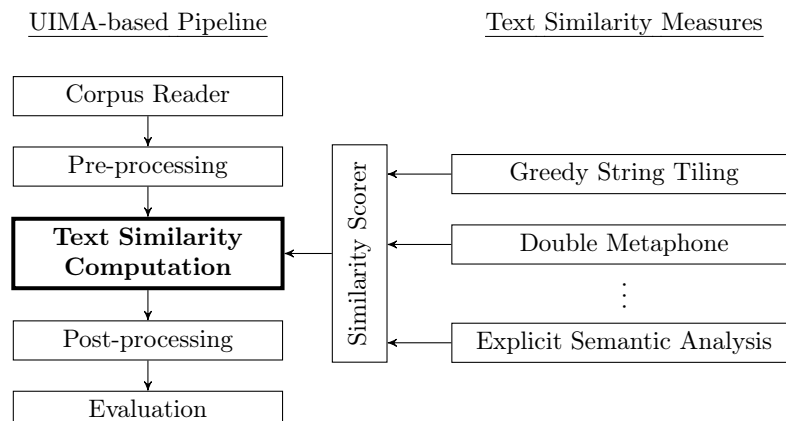 UIMA-based Pipeline
Text Similarity Measures
Corpus Reader
Pre-processing
Text Similarity
Computation
Post-processing
Evaluation
Similarity Scorer
Greedy String Tiling
Double Metaphone
⋮
Explicit Semantic Analysis